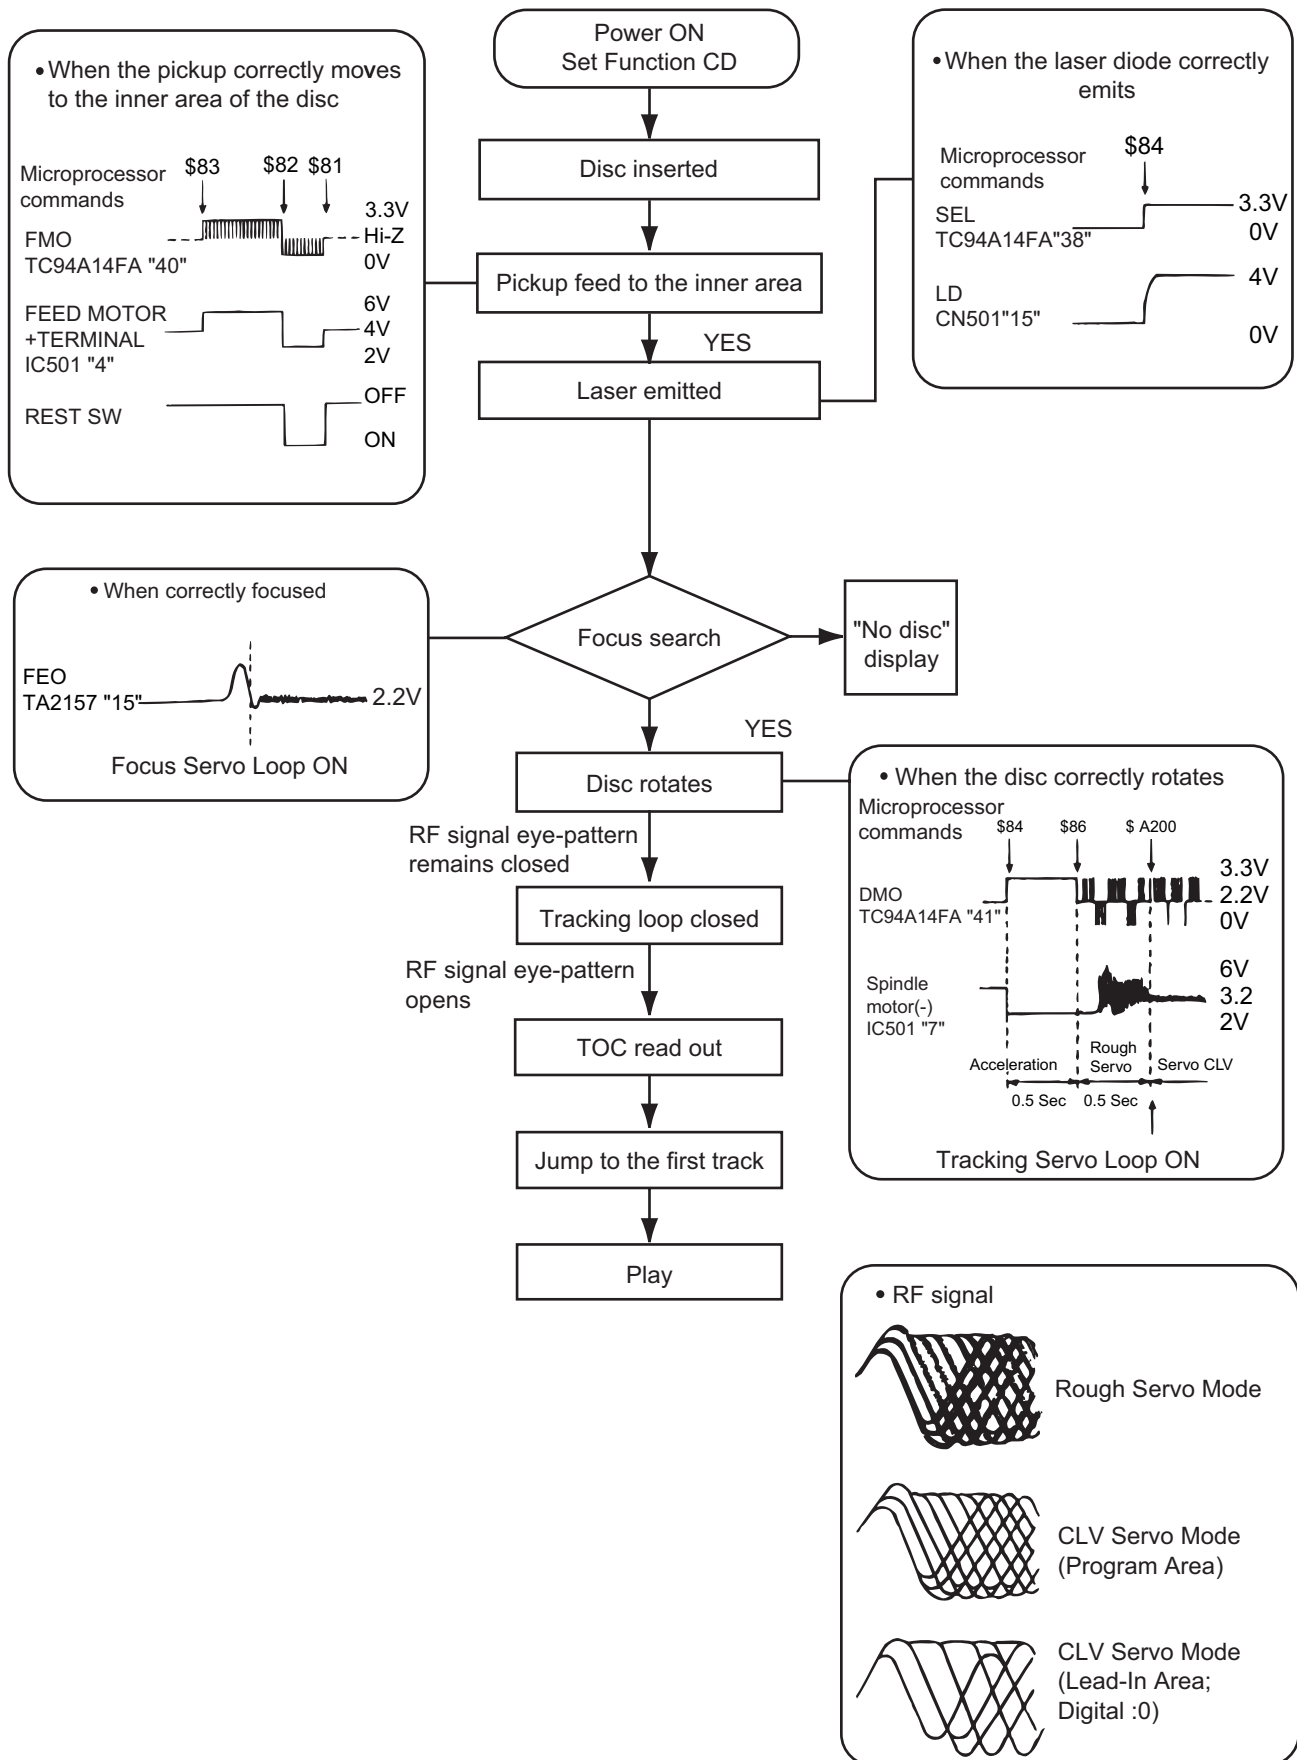 Power ON
Set Function CD
Disc inserted
Pickup feed to the inner area
YES
Laser emitted
Focus search
"No disc"
display
YES
Disc rotates
RF signal eye-pattern
remains closed
Tracking loop closed
RF signal eye-pattern
opens
TOC read out
Jump to the first track
Play
• When the pickup correctly moves
to the inner area of the disc
Microprocessor
commands
$83
$82
$81
FMO
TC94A14FA "40"
3.3V
Hi-Z
0V
FEED MOTOR
+TERMINAL
IC501 "4"
6V
4V
2V
REST SW
OFF
ON
• When the laser diode correctly
emits
Microprocessor
commands
$84
SEL
TC94A14FA"38"
3.3V
0V
LD
CN501"15"
4V
0V
• When correctly focused
FEO
TA2157 "15"
2.2V
Focus Servo Loop ON
• When the disc correctly rotates
Microprocessor
commands
$84
$86
$ A200
DMO
TC94A14FA "41"
3.3V
2.2V
0V
Spindle
motor(-)
IC501 "7"
6V
3.2
2V
Acceleration
Rough
Servo
Servo CLV
0.5 Sec
0.5 Sec
Tracking Servo Loop ON
• RF signal
Rough Servo Mode
CLV Servo Mode
(Program Area)
CLV Servo Mode
(Lead-In Area;
Digital :0)